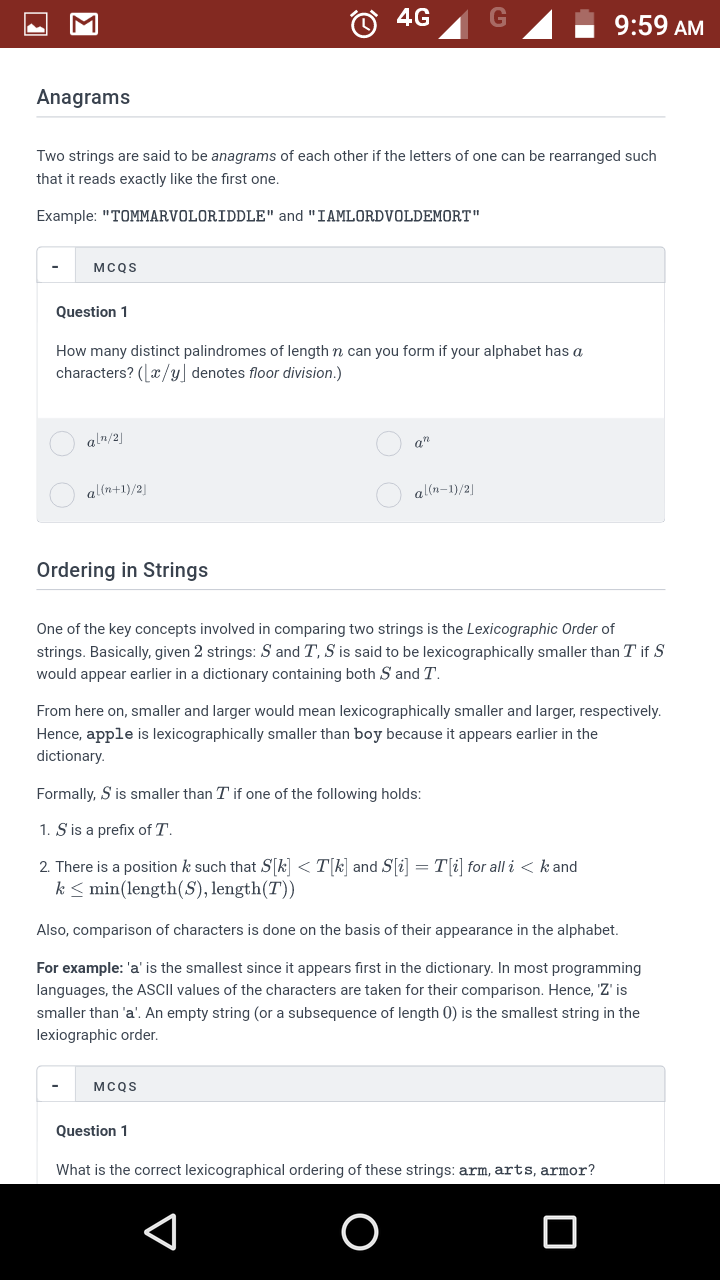 4G G 9:59 AM
Anagrams
Two strings are said to be anagrams of each other if the letters of one can be rearranged such
that it reads exactly like the first one.
Example: "TOMMARVOLORIDDLE" and "IAMLORDVOLDEMORT"
- MCQS
Question 1
How many distinct palindromes of length n can you form if your alphabet has a
characters? (⌊x/y⌋ denotes floor division.)
a^⌊n/2⌋ a^n
a^⌊(n+1)/2⌋ a^⌊(n−1)/2⌋
Ordering in Strings
One of the key concepts involved in comparing two strings is the Lexicographic Order of
strings. Basically, given 2 strings: S and T, S is said to be lexicographically smaller than T if S
would appear earlier in a dictionary containing both S and T.
From here on, smaller and larger would mean lexicographically smaller and larger, respectively.
Hence, apple is lexicographically smaller than boy because it appears earlier in the
dictionary.
Formally, S is smaller than T if one of the following holds:
1. S is a prefix of T.
2. There is a position k such that S[k] < T[k] and S[i] = T[i] for all i < k and
k ≤ min(length(S), length(T))
Also, comparison of characters is done on the basis of their appearance in the alphabet.
For example: 'a' is the smallest since it appears first in the dictionary. In most programming
languages, the ASCII values of the characters are taken for their comparison. Hence, 'Z' is
smaller than 'a'. An empty string (or a subsequence of length 0) is the smallest string in the
lexiographic order.
- MCQS
Question 1
What is the correct lexicographical ordering of these strings: arm, arts, armor?